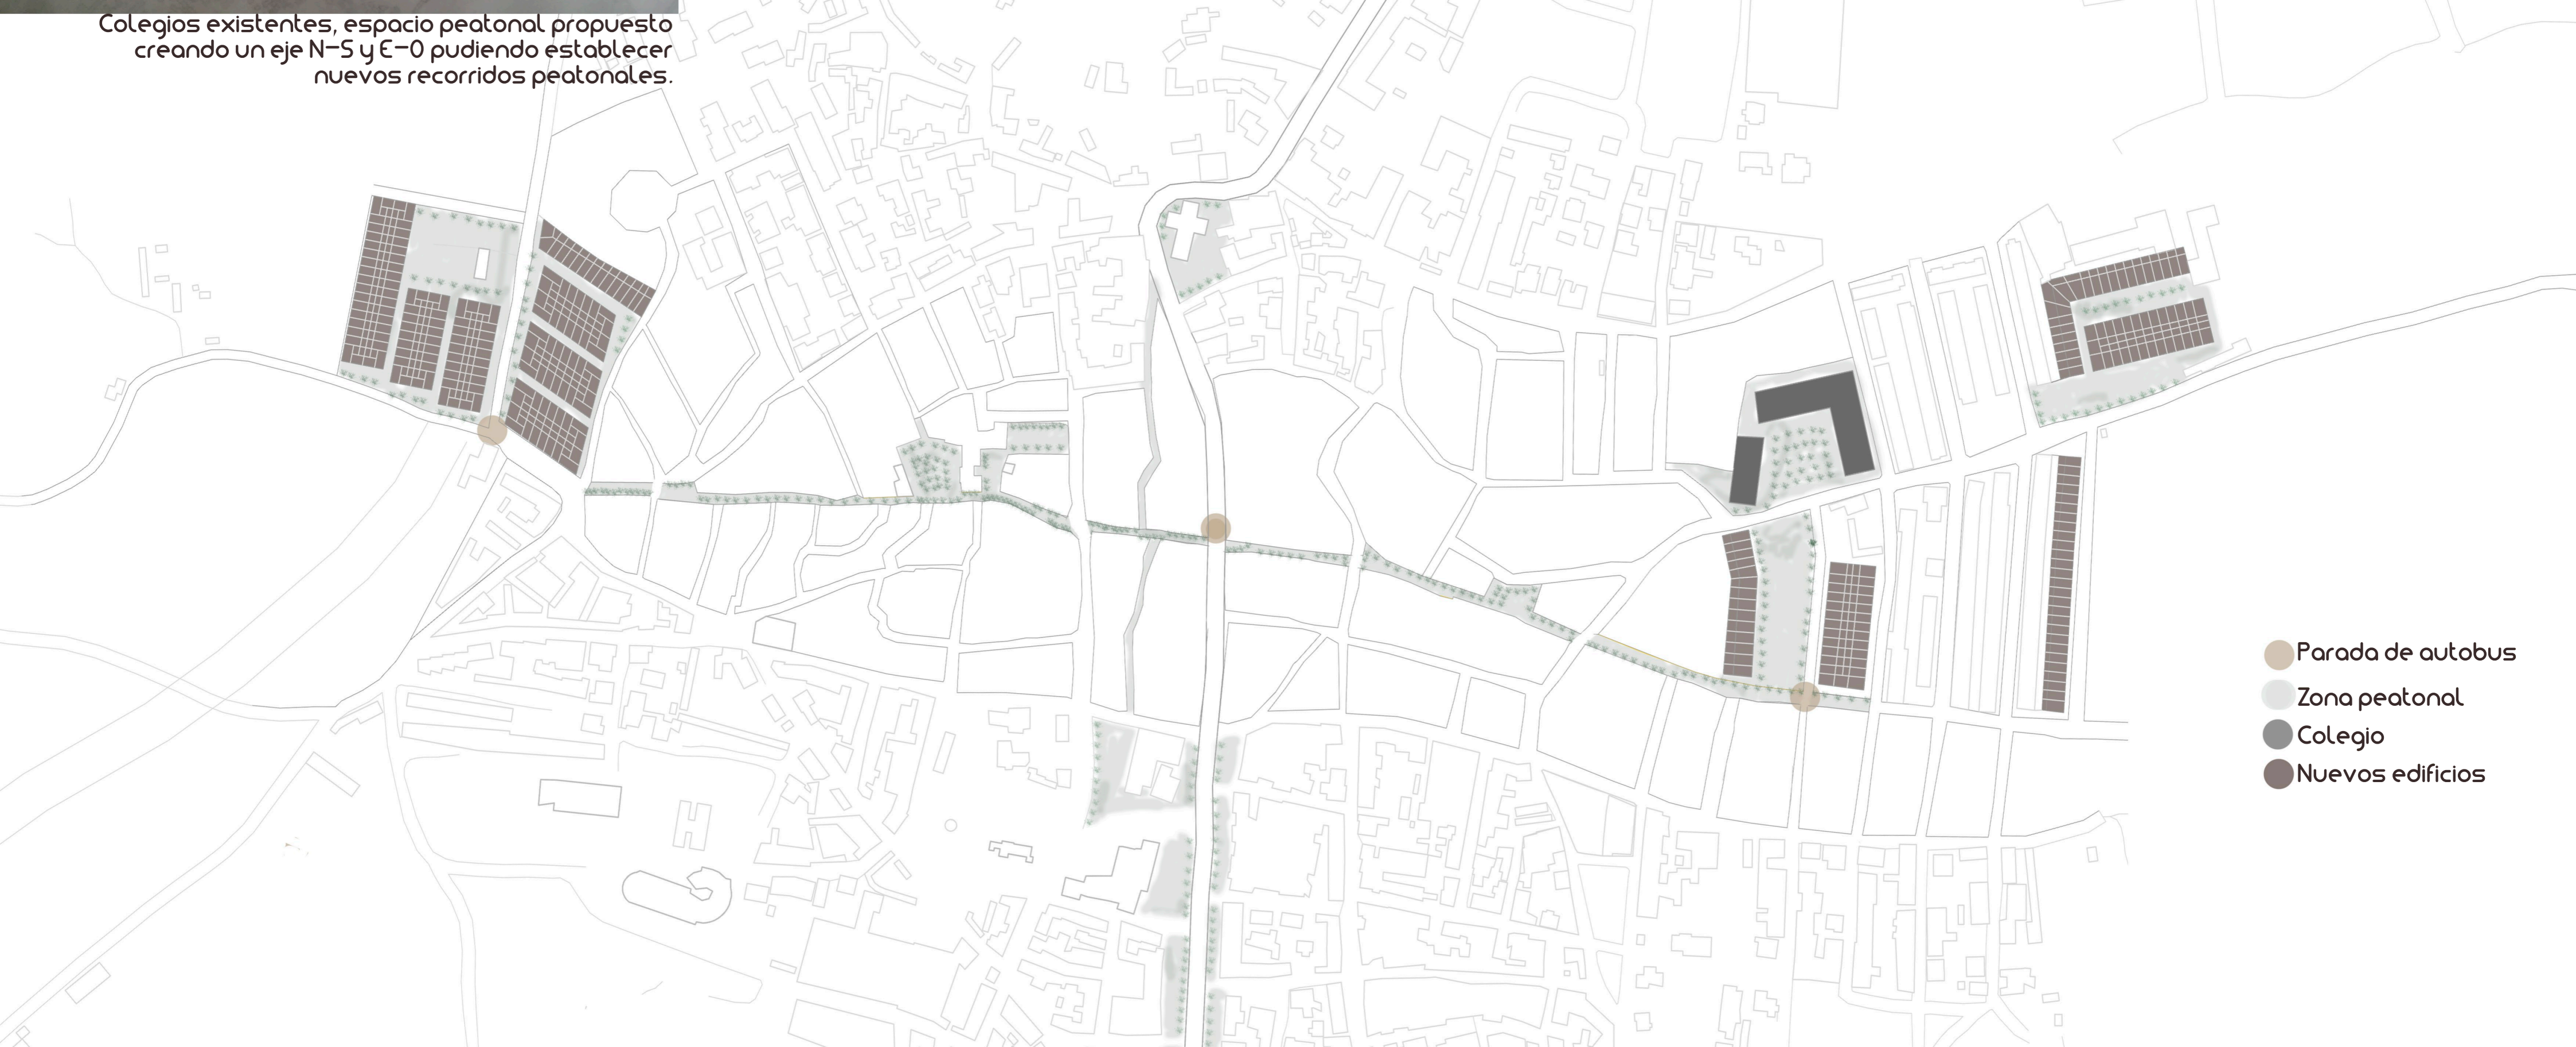 Colegios existentes, espacio peatonal propuesto
creando un eje N-S y E-O pudiendo establecer
nuevos recorridos peatonales.
Parada de autobus
Zona peatonal
Colegio
Nuevos edificios